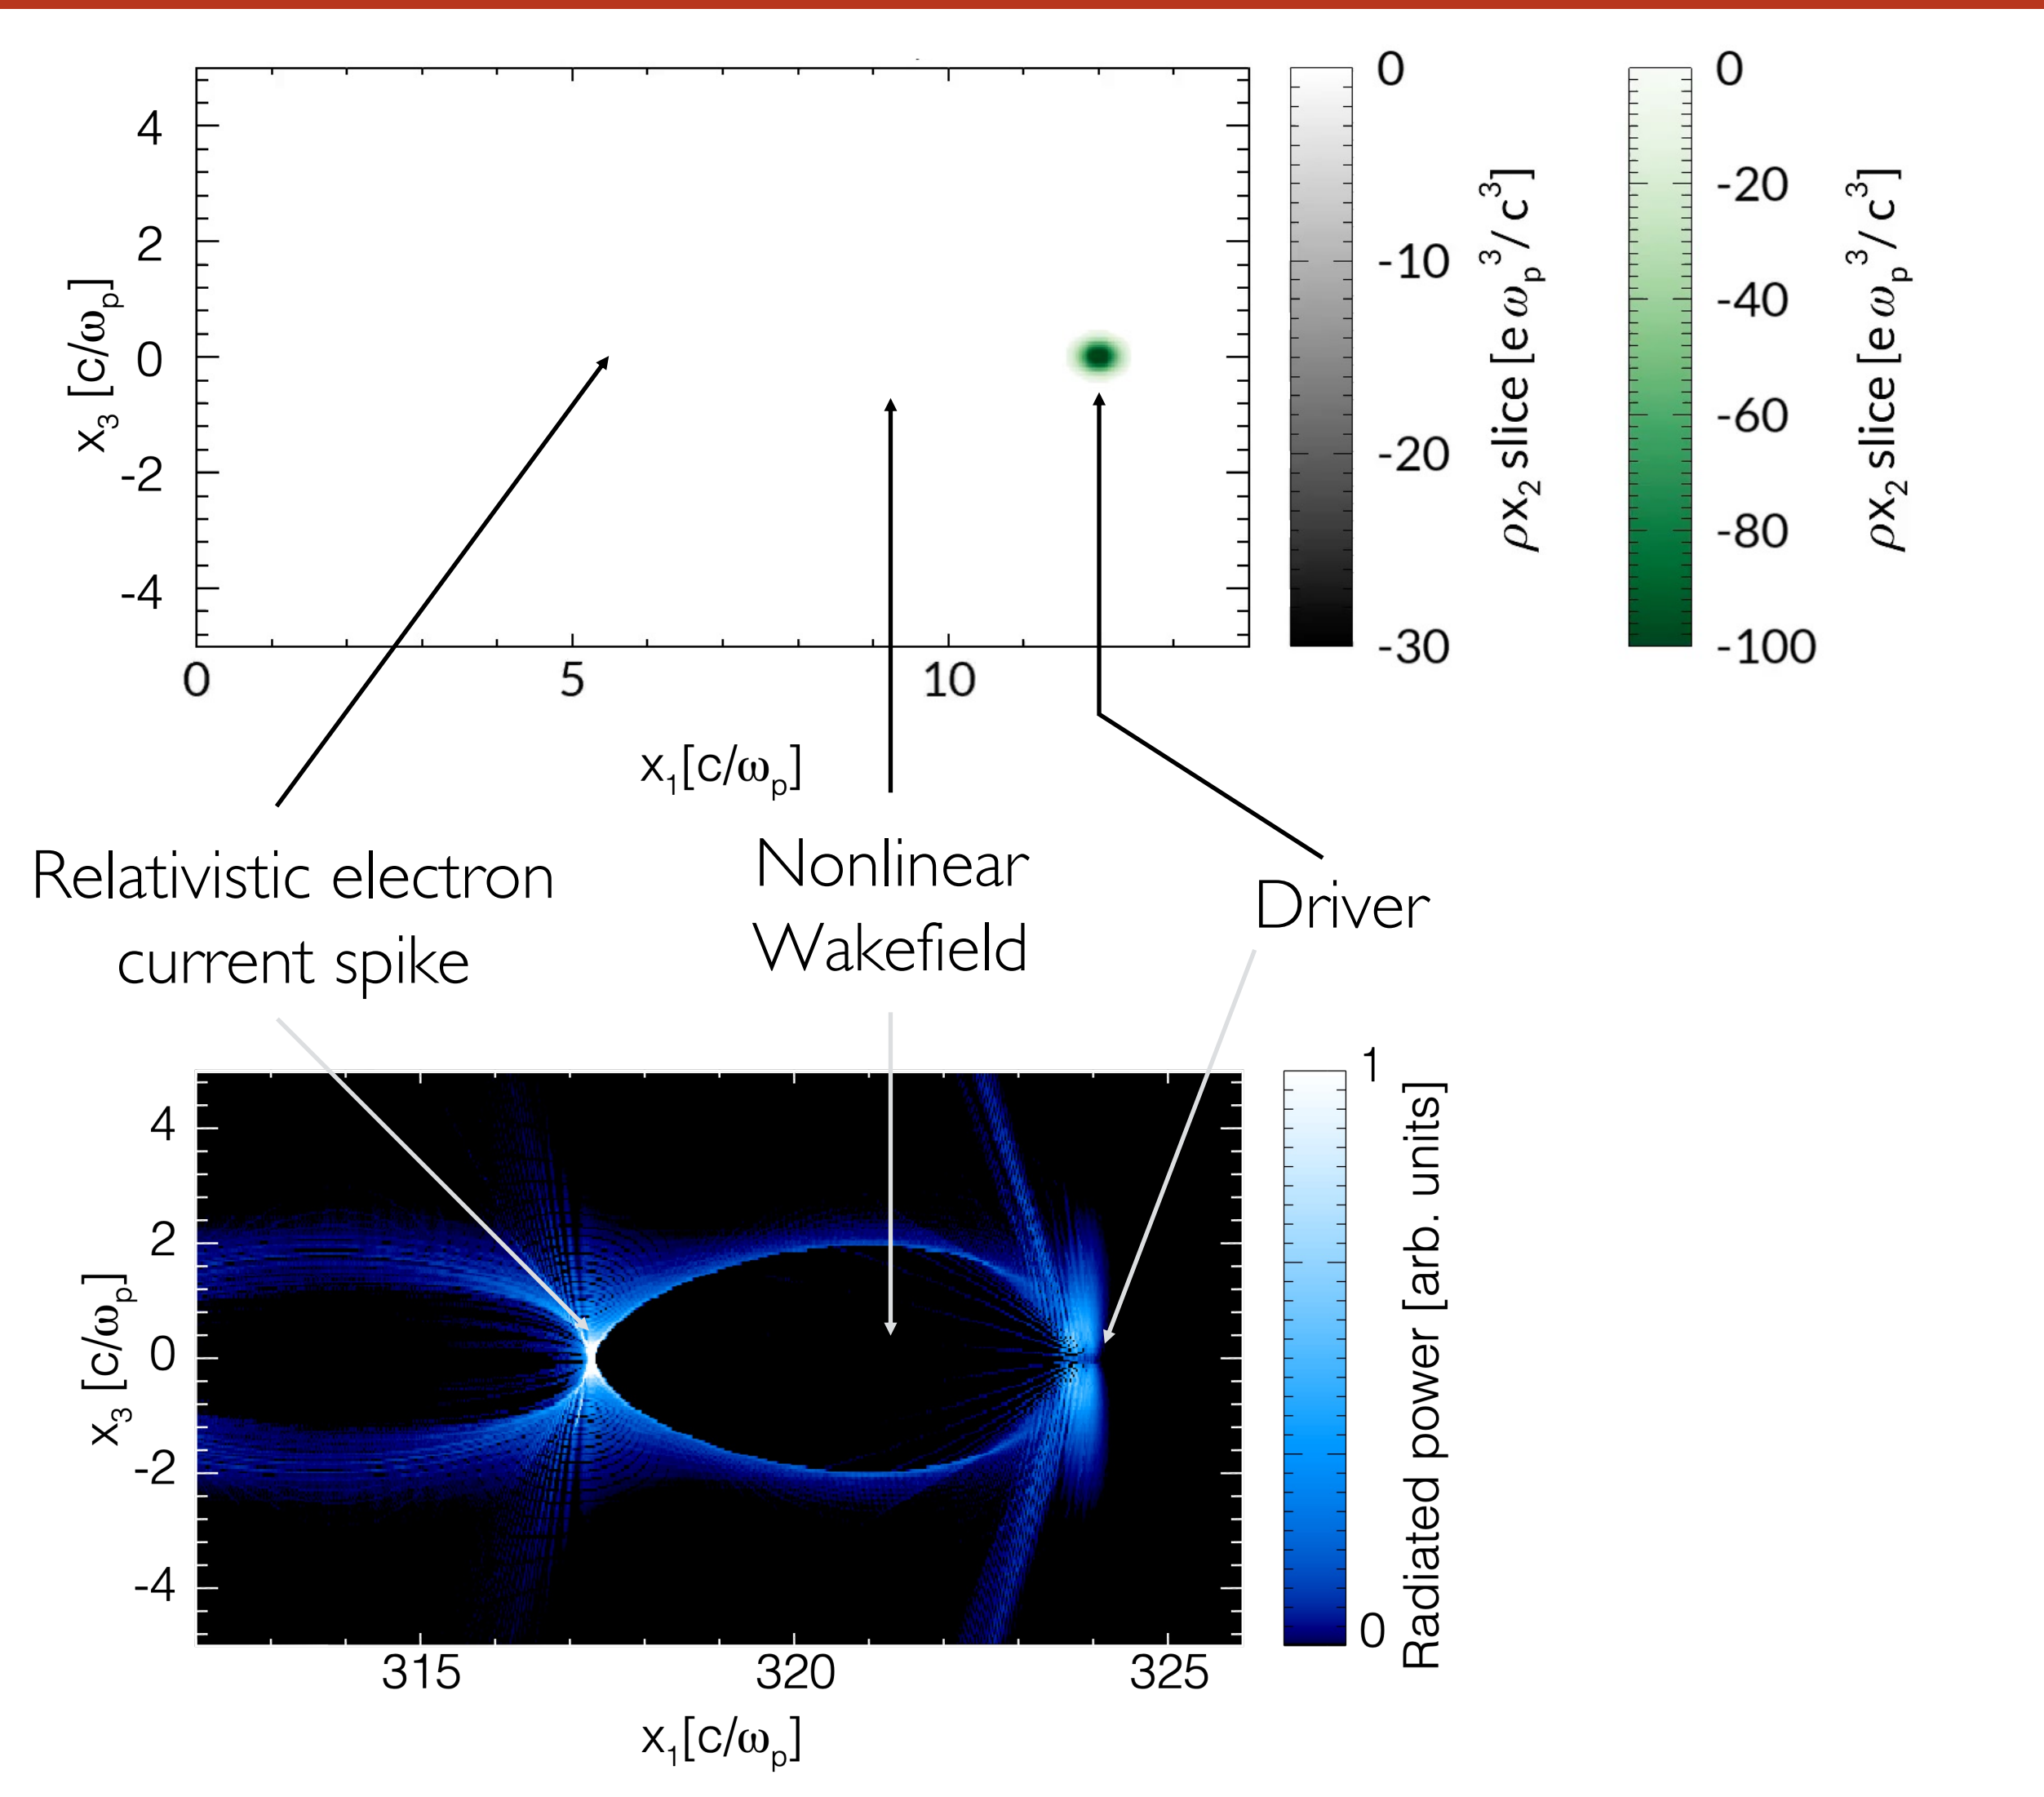 4
2
0
-2
-4
x₃ [c/ωₚ]
0
5
10
x₁[c/ωₚ]
0
-10
-20
-30
ρx₂ slice [e ωₚ³/ c³]
0
-20
-40
-60
-80
-100
ρx₂ slice [e ωₚ³/ c³]
Relativistic electron
current spike
Nonlinear
Wakefield
Driver
4
2
0
-2
-4
x₃ [c/ωₚ]
315
320
325
x₁[c/ωₚ]
1
0
Radiated power [arb. units]